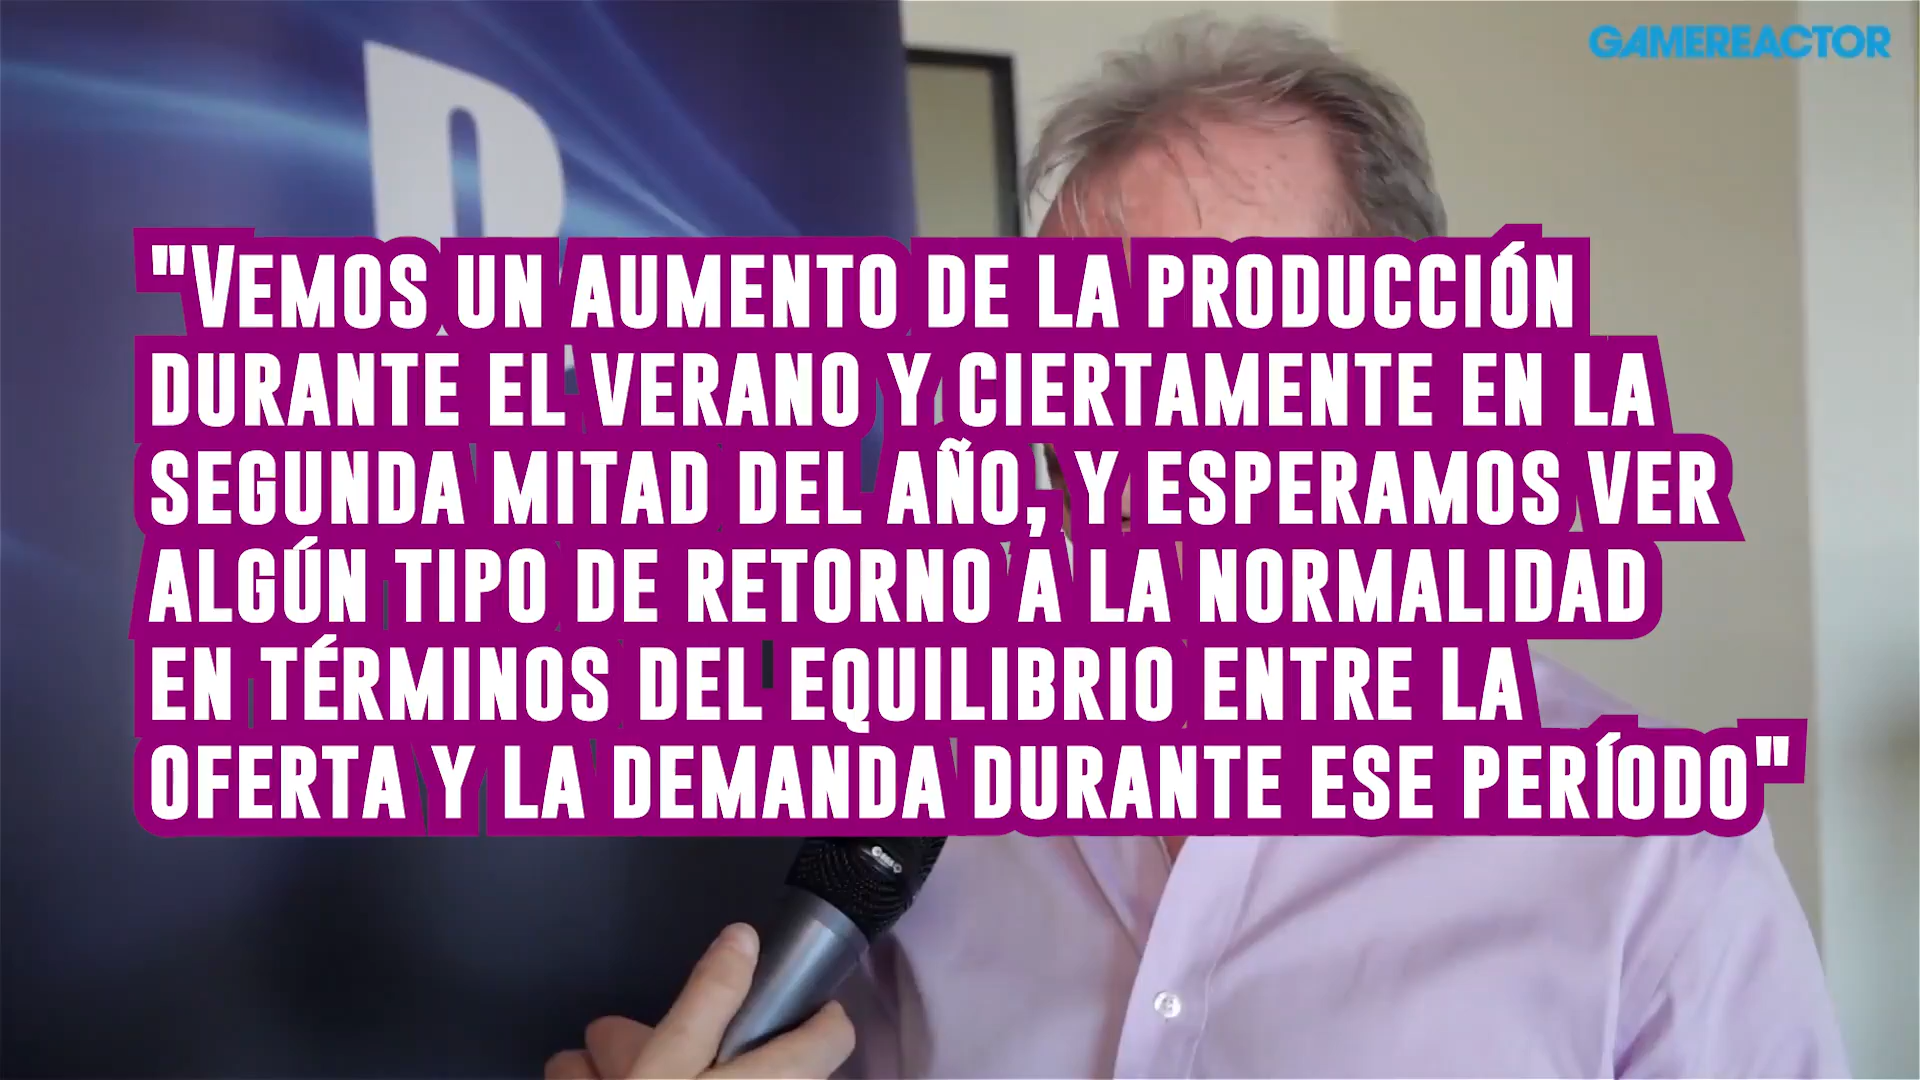 GAMEREACTOR
"Vemos un aumento de la producción
durante el verano y ciertamente en la
segunda mitad del año, y esperamos ver
algún tipo de retorno a la normalidad
en términos del equilibrio entre la
oferta y la demanda durante ese período"